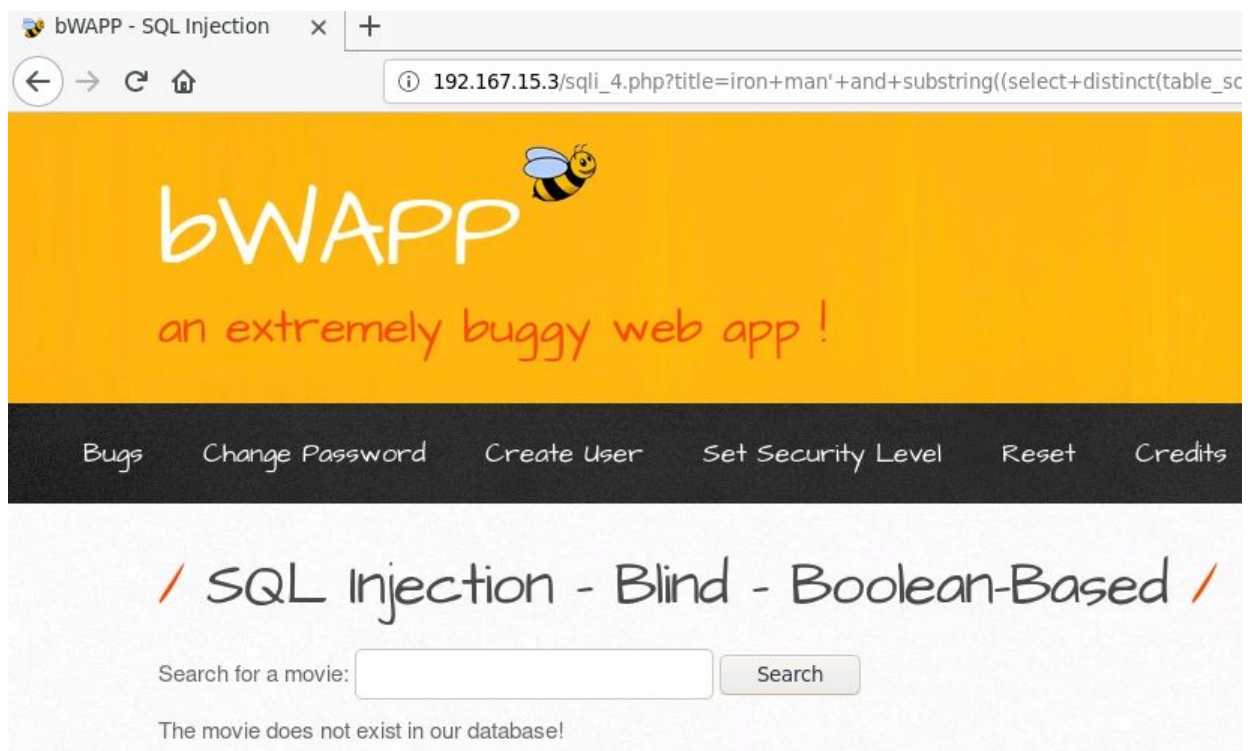 bWAPP - SQL Injection
192.167.15.3/sqli_4.php?title=iron+man'+and+substring((select+distinct(table_sc
bWAPP
an extremely buggy web app !
Bugs Change Password Create User Set Security Level Reset Credits
/ SQL Injection - Blind - Boolean-Based /
Search for a movie: Search
The movie does not exist in our database!